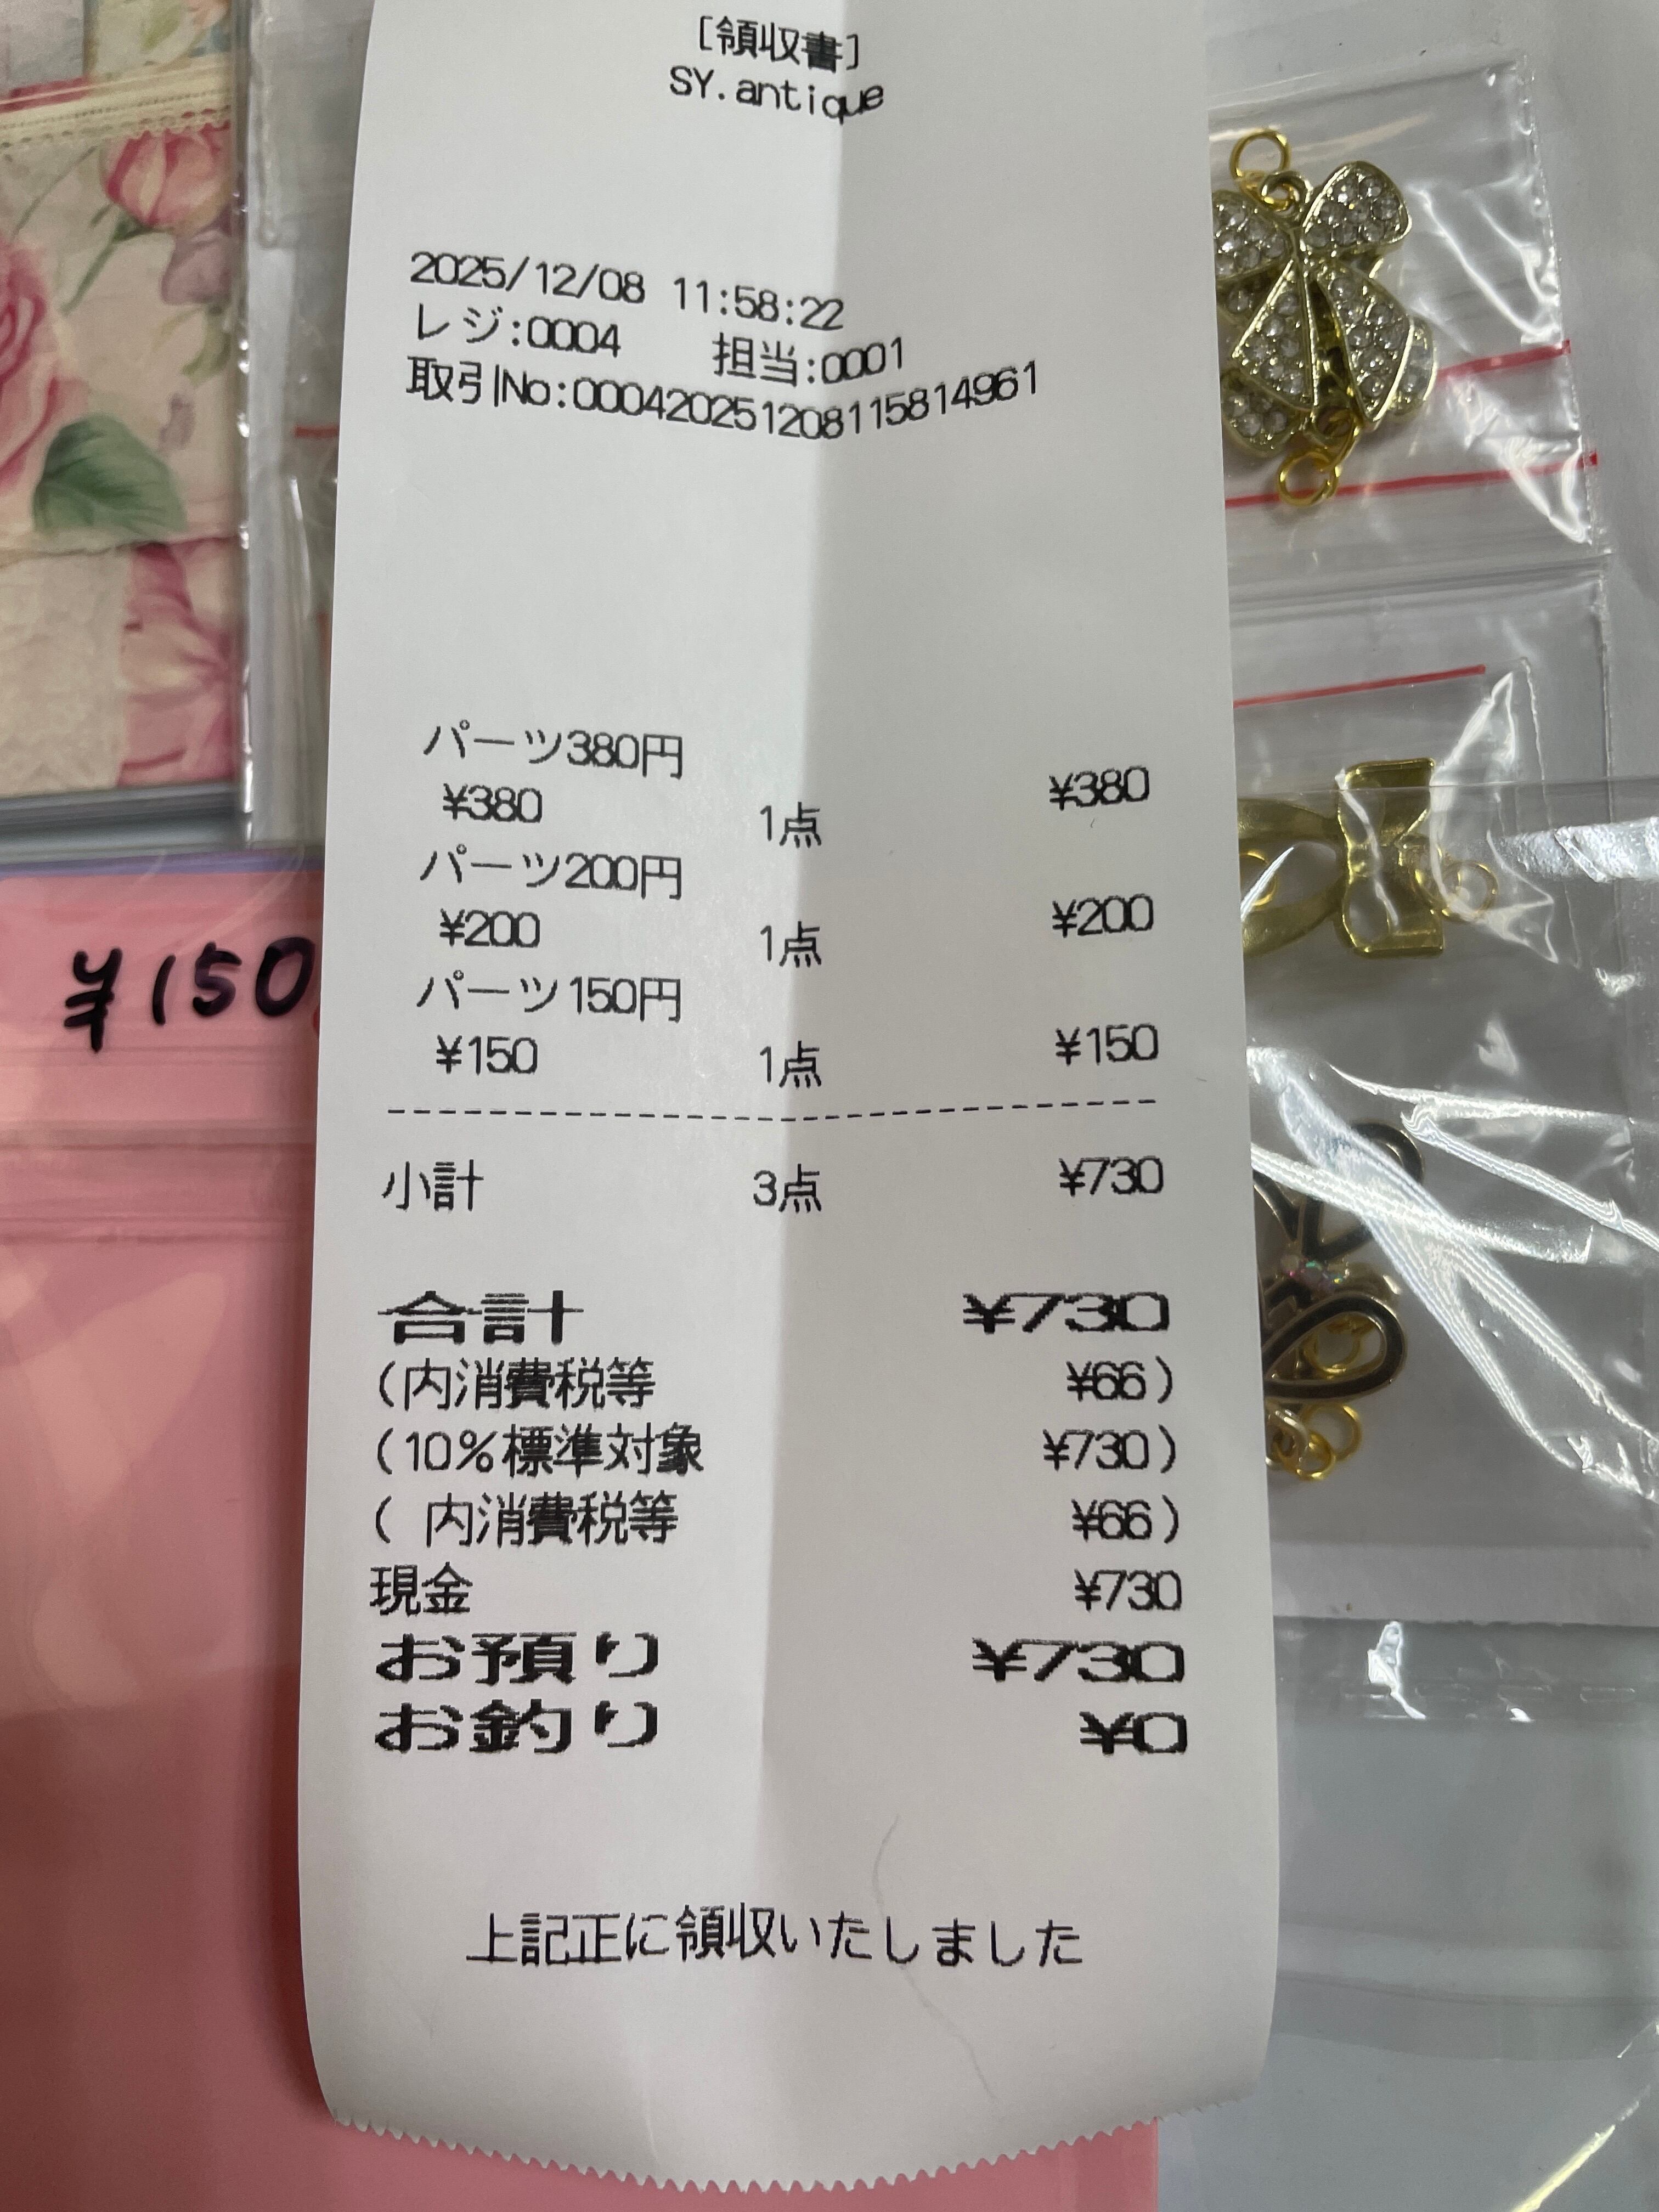 [領収書]
SY.antique
2025/12/08 11:58:22
レジ:0004 担当:0001
取引No:000420251208115814961
パーツ380円
¥380 1点 ¥380
パーツ200円
¥200 1点 ¥200
パーツ150円
¥150 1点 ¥150
小計 3点 ¥730
合計 ¥730
(内消費税等 ¥66)
(10%標準対象 ¥730)
( 内消費税等 ¥66)
現金 ¥730
お預り ¥730
お釣り ¥0
上記正に領収いたしました
¥150